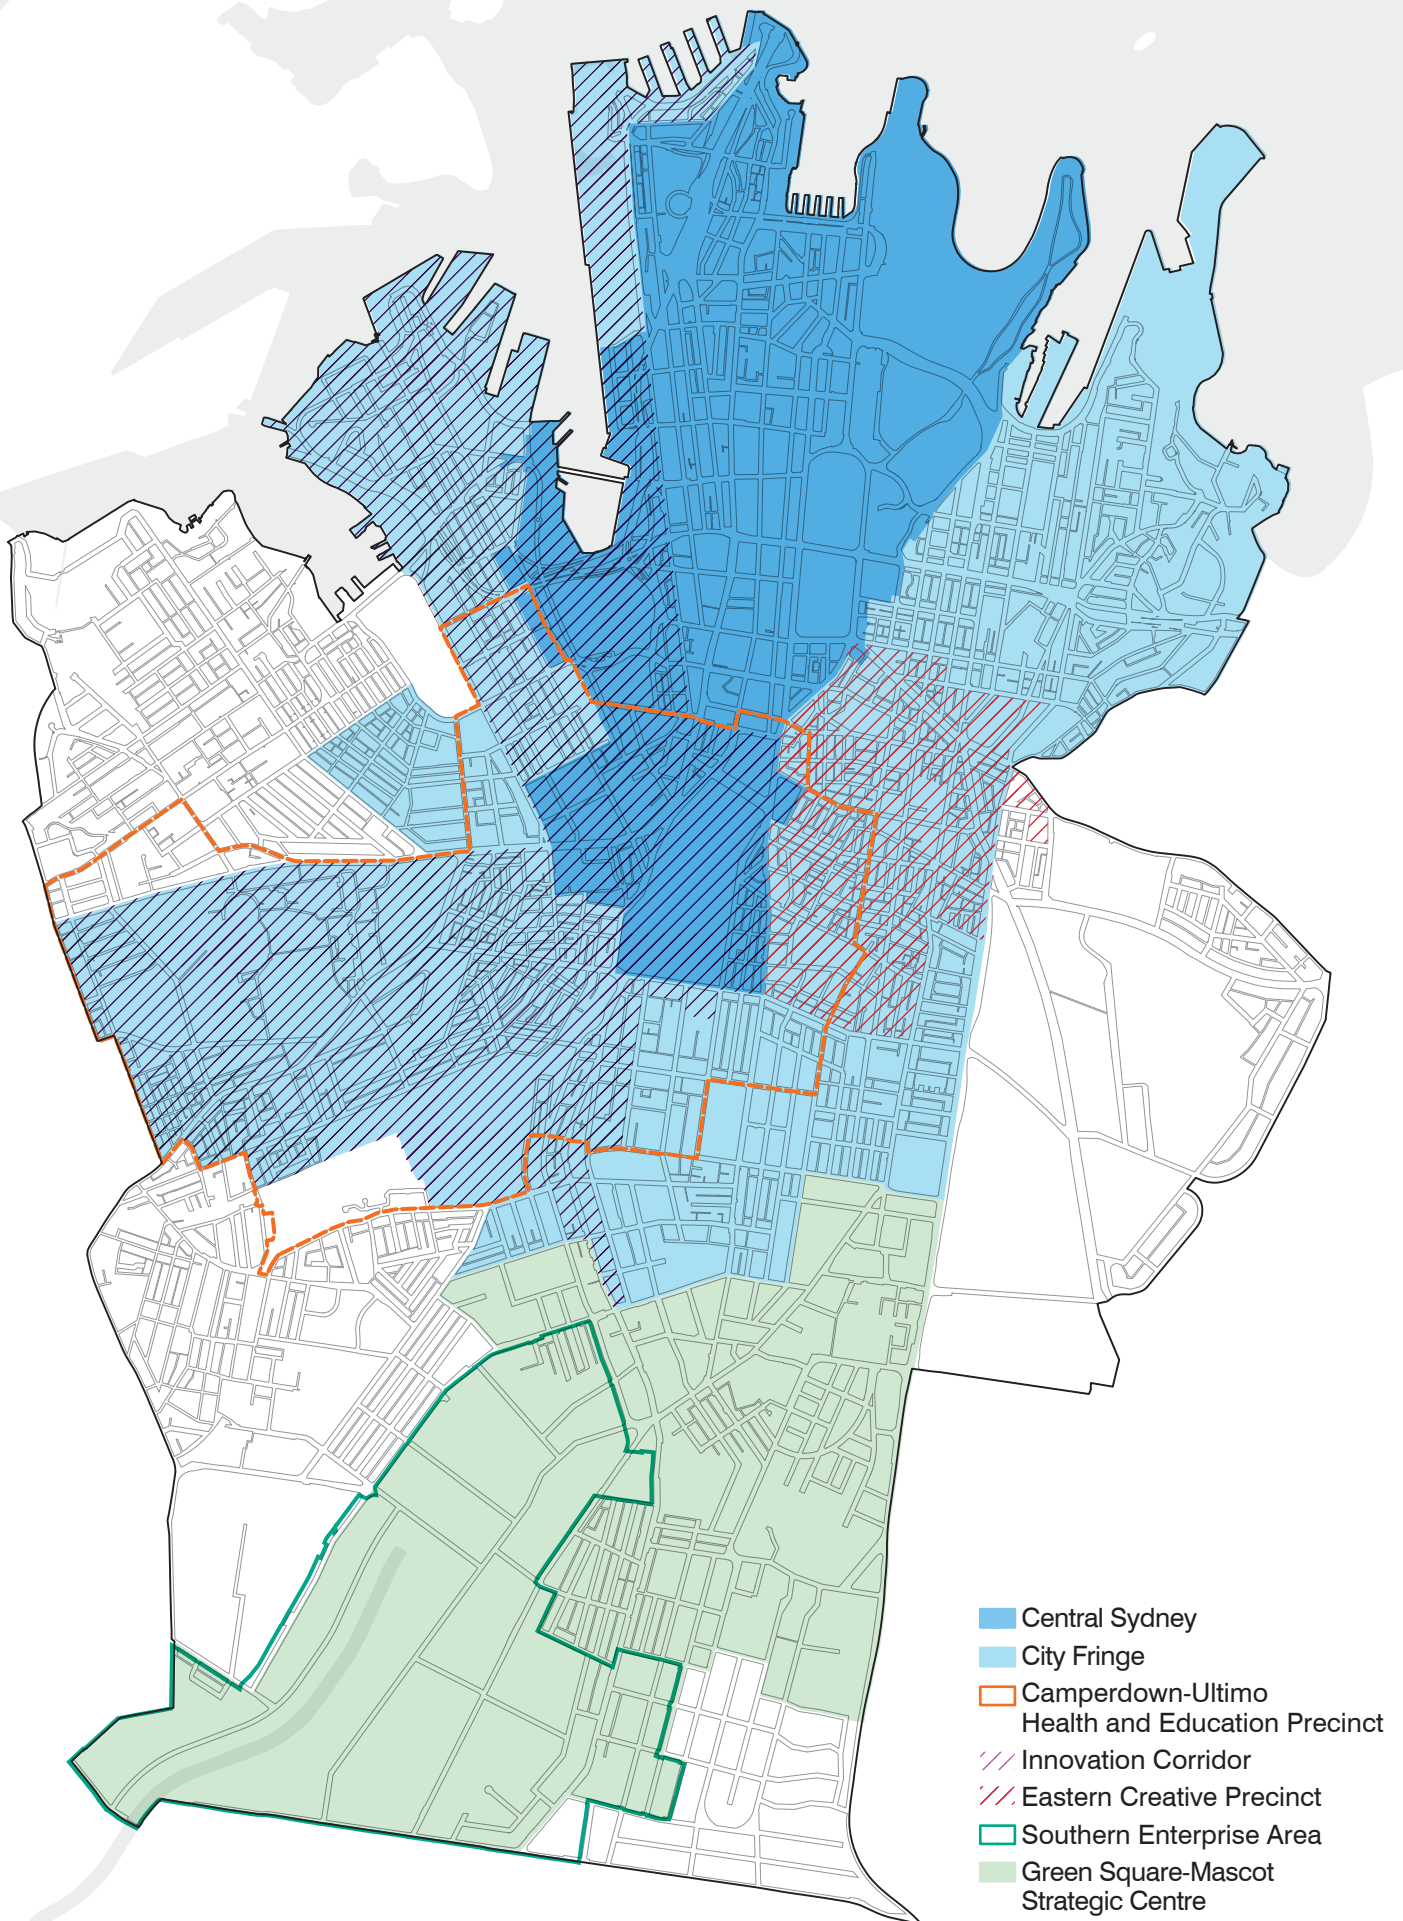 Central Sydney
City Fringe
Camperdown-Ultimo
Health and Education Precinct
Innovation Corridor
Eastern Creative Precinct
Southern Enterprise Area
Green Square-Mascot
Strategic Centre